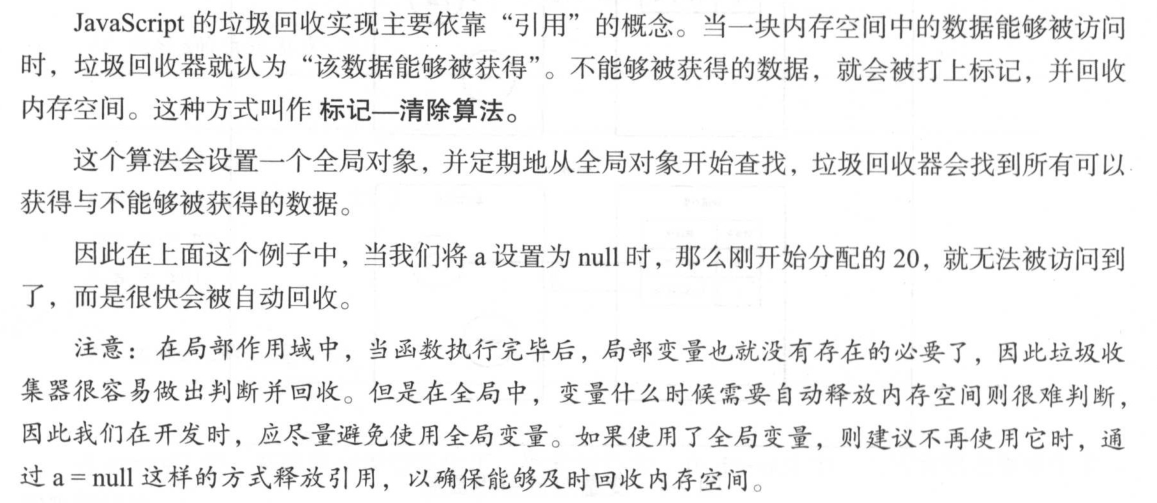 JavaScript 的垃圾回收实现主要依靠“引用”的概念。当一块内存空间中的数据能够被访问
时，垃圾回收器就认为“该数据能够被获得”。不能够被获得的数据，就会被打上标记，并回收
内存空间。这种方式叫作 标记—清除算法。
这个算法会设置一个全局对象，并定期地从全局对象开始查找，垃圾回收器会找到所有可以
获得与不能够被获得的数据。
因此在上面这个例子中，当我们将 a 设置为 null 时，那么刚开始分配的 20，就无法被访问到
了，而是很快会被自动回收。
注意：在局部作用域中，当函数执行完毕后，局部变量也就没有存在的必要了，因此垃圾收
集器很容易做出判断并回收。但是在全局中，变量什么时候需要自动释放内存空间则很难判断，
因此我们在开发时，应尽量避免使用全局变量。如果使用了全局变量，则建议不再使用它时，通
过 a = null 这样的方式释放引用，以确保能够及时回收内存空间。